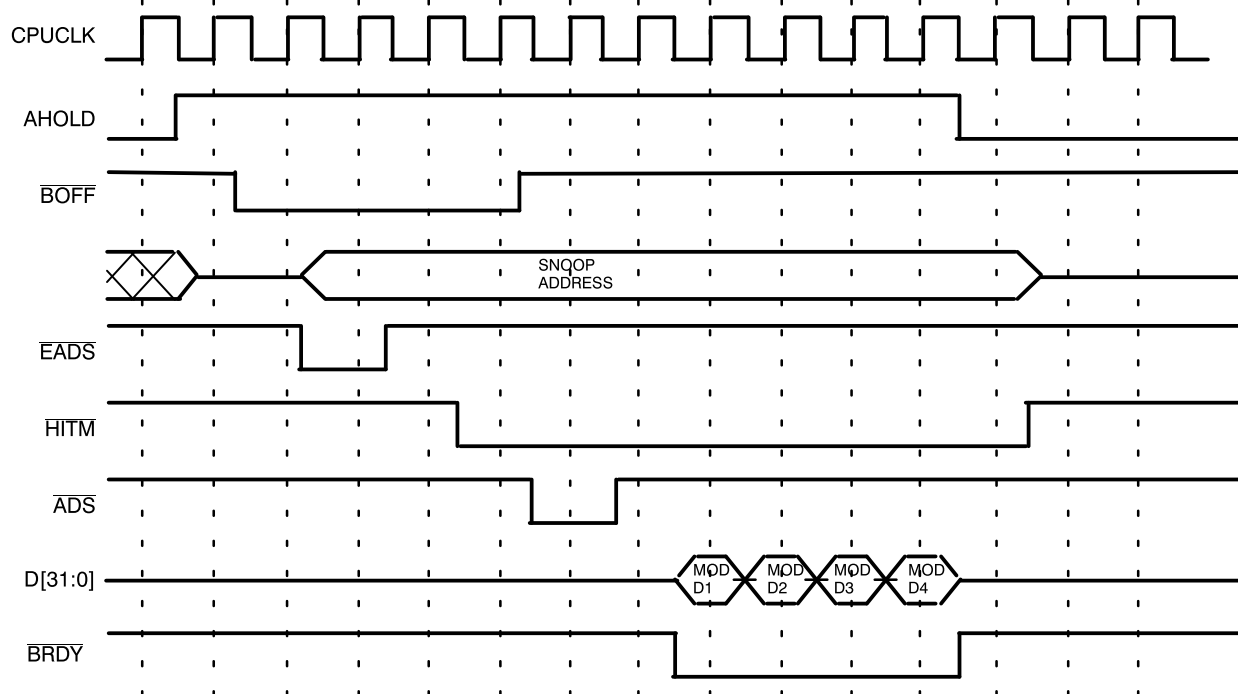 CPUCLK
AHOLD
BOFF
SNOOP
ADDRESS
EADS
HITM
ADS
D[31:0]
MOD MOD MOD MOD
D1 D2 D3 D4
BRDY